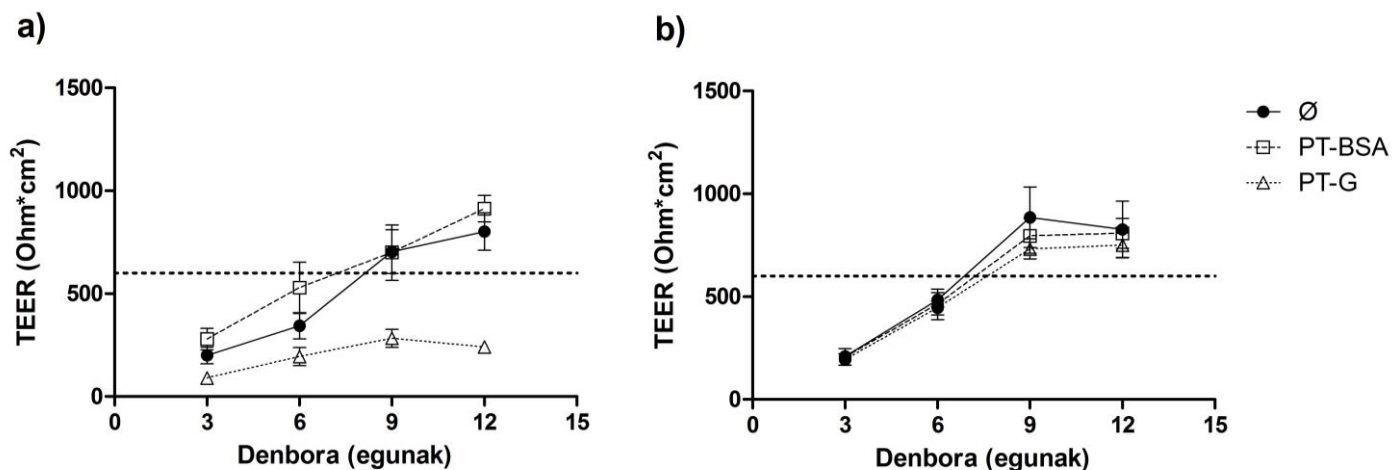 a)
TEER (Ohm*cm²)
1500
1000
500
0
0 3 6 9 12 15
Denbora (egunak)
b)
TEER (Ohm*cm²)
1500
1000
500
0
0 3 6 9 12 15
Denbora (egunak)
Ø
PT-BSA
PT-G